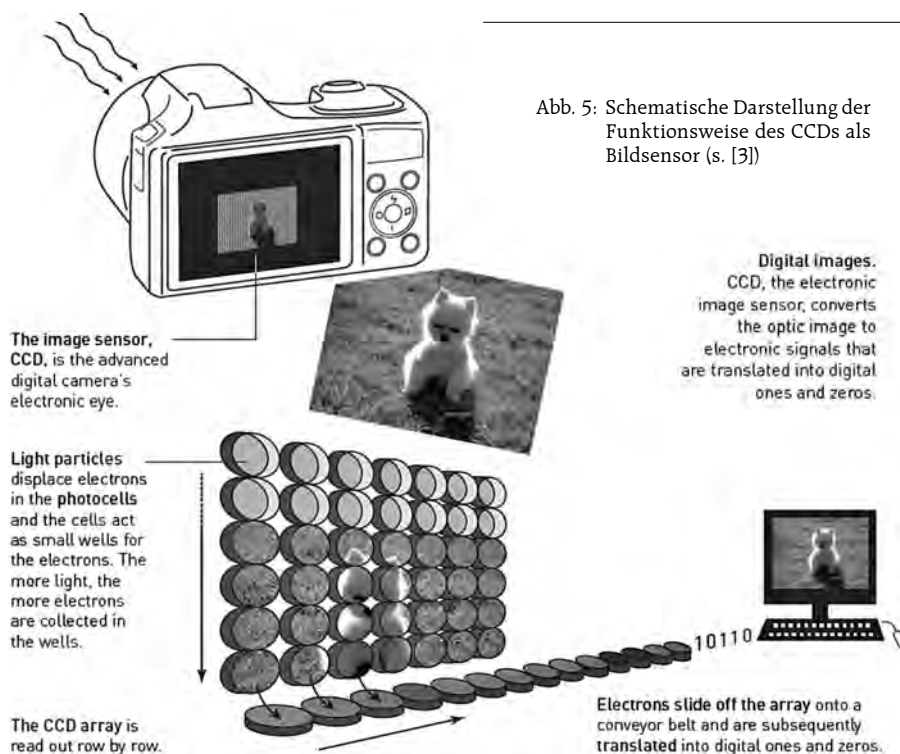 Abb. 5: Schematische Darstellung der
Funktionsweise des CCDs als
Bildsensor (s. [3])
Digital images.
CCD, the electronic
image sensor, converts
the optic image to
electronic signals that
are translated into digital
ones and zeros.
The image sensor,
CCD, is the advanced
digital camera's
electronic eye.
Light particles
displace electrons
in the photocells
and the cells act
as small wells for
the electrons. The
more light, the
more electrons
are collected in
the wells.
10110
The CCD array is
read out row by row.
Electrons slide off the array onto a
conveyor belt and are subsequently
translated into digital ones and zeros.